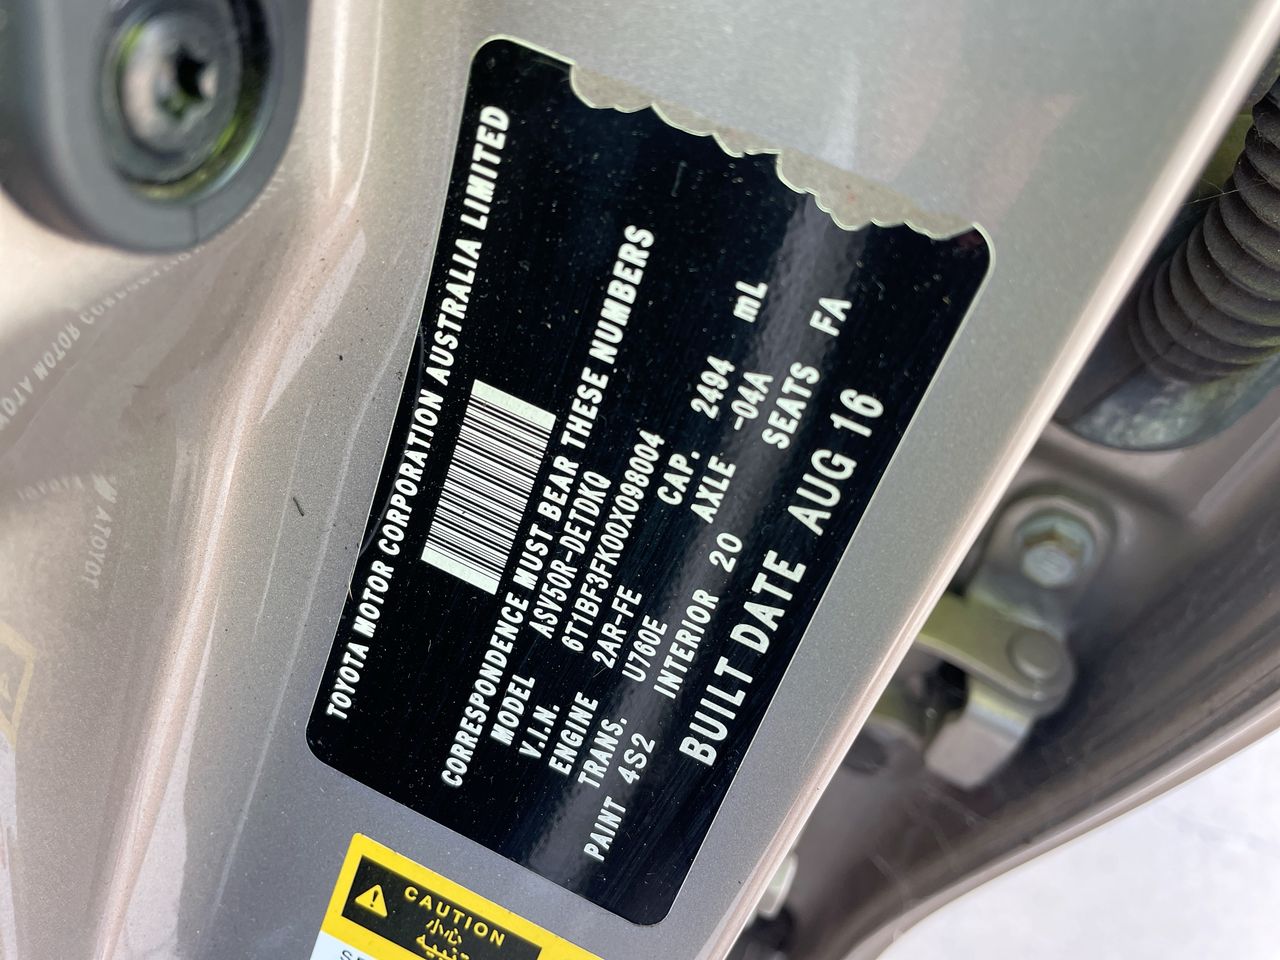 TOYOTA MOTOR CORPORATION AUSTRALIA LIMITED
CORRESPONDENCE MUST BEAR THESE NUMBERS
MODEL ASV50R-DETDKQ
V.I.N. 6T1BF3FK00X098004
ENGINE 2AR-FE CAP. 2494 mL
TRANS. U760E AXLE -04A
PAINT 4S2 INTERIOR 20 SEATS FA
BUILT DATE AUG 16
CAUTION